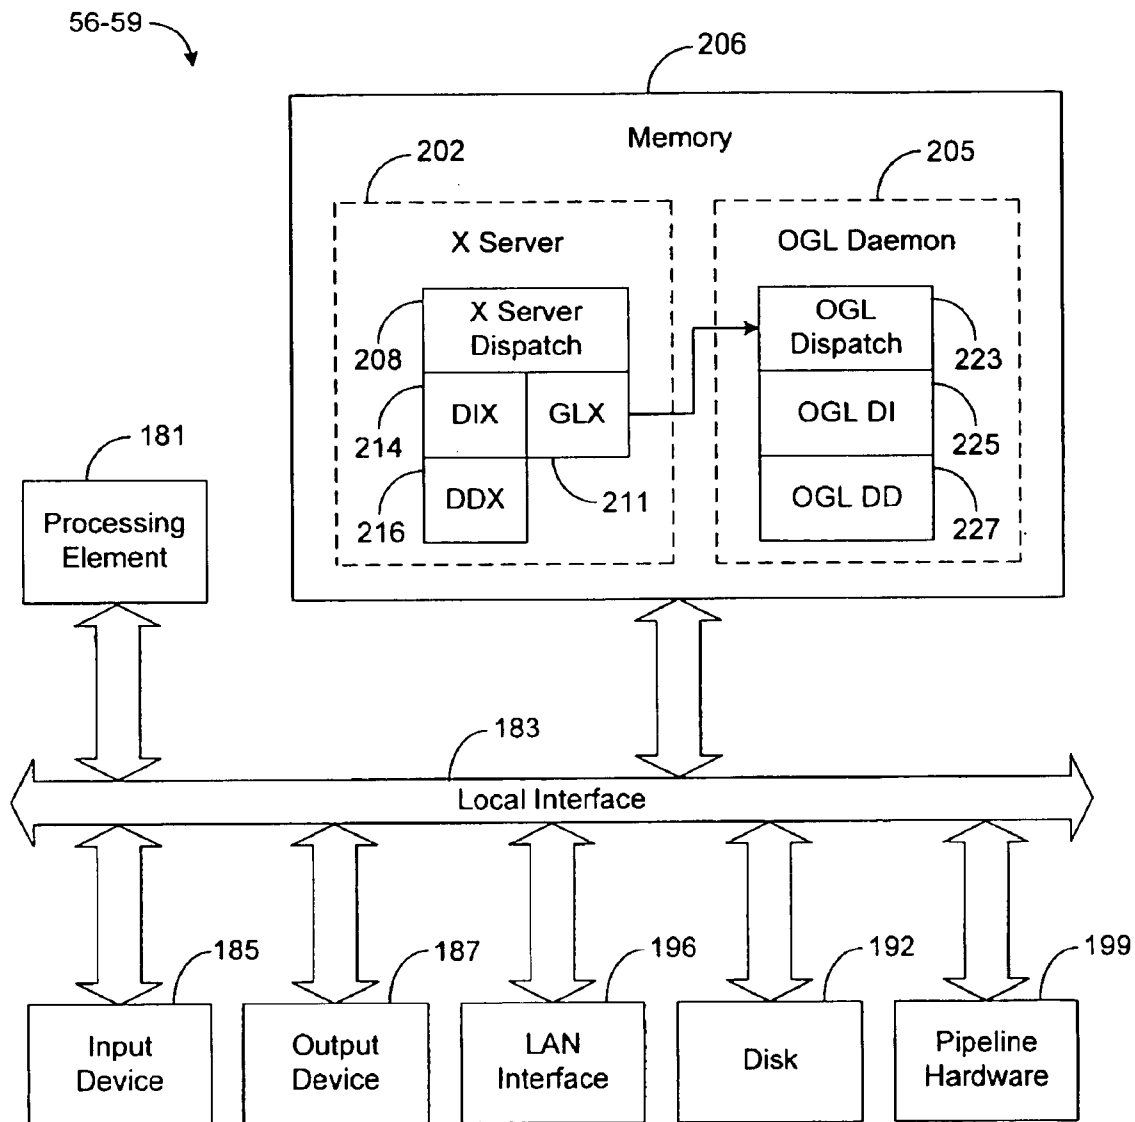 56-59
206
Memory
202
205
X Server
OGL Daemon
X Server
Dispatch
OGL
Dispatch
208
223
DIX
GLX
OGL DI
214
225
DDX
211
OGL DD
216
227
181
Processing
Element
183
Local Interface
185
187
196
192
199
Input
Device
Output
Device
LAN
Interface
Disk
Pipeline
Hardware